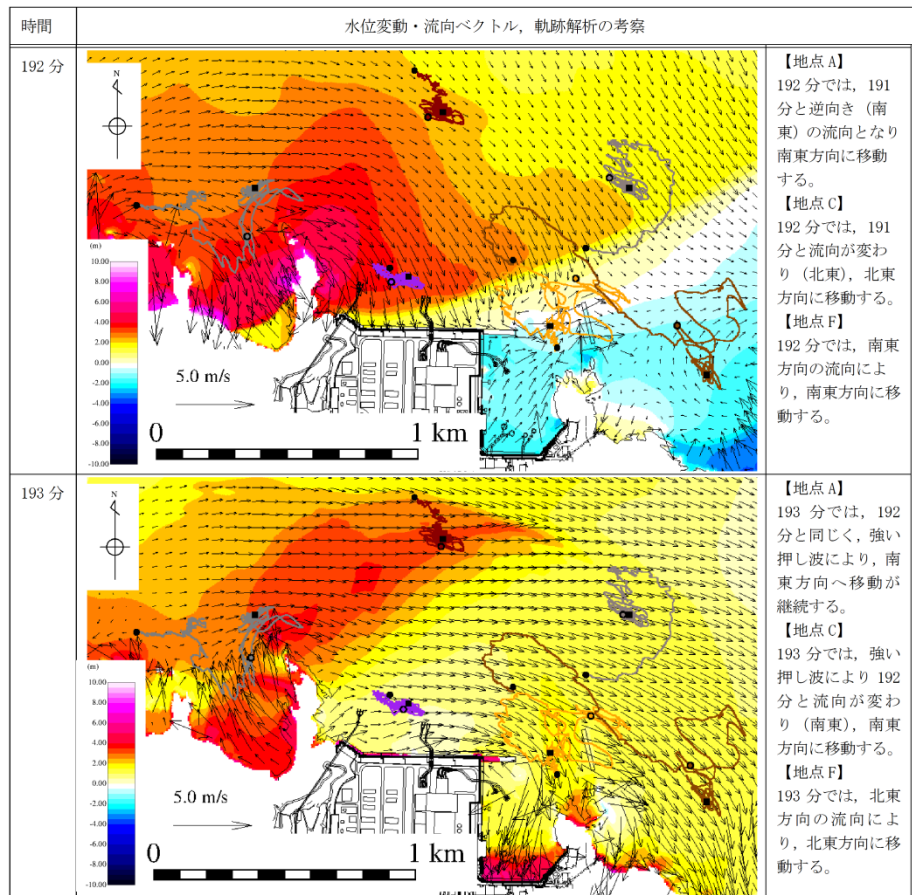 時間
水位変動・流向ベクトル，軌跡解析の考察
192 分
N
(m)
10.00
8.00
6.00
4.00
2.00
0.00
-2.00
-4.00
-6.00
-8.00
-10.00
5.0 m/s
0
1 km
【地点 A】
192 分では，191
分と逆向き（南
東）の流向となり
南東方向に移動
する。
【地点 C】
192 分では，191
分と流向が変わ
り（北東），北東
方向に移動する。
【地点 F】
192 分では，南東
方向の流向によ
り，南東方向に移
動する。
193 分
N
(m)
10.00
8.00
6.00
4.00
2.00
0.00
-2.00
-4.00
-6.00
-8.00
-10.00
5.0 m/s
0
1 km
【地点 A】
193 分では，192
分と同じく，強い
押し波により，南
東方向へ移動が
継続する。
【地点 C】
193 分では，強い
押し波により 192
分と流向が変わ
り（南東），南東
方向に移動する。
【地点 F】
193 分では，北東
方向の流向によ
り，北東方向に移
動する。